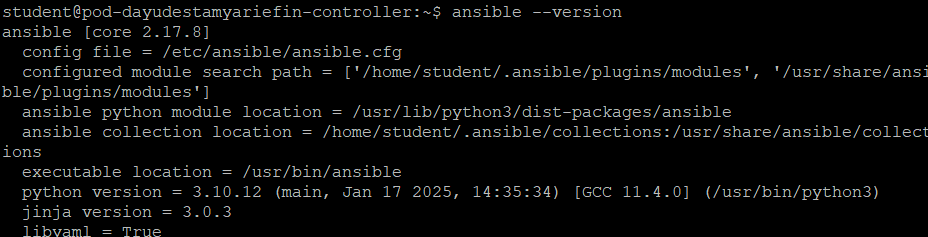 student@pod-dayudestamyariefin-controller:~$ ansible --version
ansible [core 2.17.8]
  config file = /etc/ansible/ansible.cfg
  configured module search path = ['/home/student/.ansible/plugins/modules', '/usr/share/ansi
ble/plugins/modules']
  ansible python module location = /usr/lib/python3/dist-packages/ansible
  ansible collection location = /home/student/.ansible/collections:/usr/share/ansible/collect
ions
  executable location = /usr/bin/ansible
  python version = 3.10.12 (main, Jan 17 2025, 14:35:34) [GCC 11.4.0] (/usr/bin/python3)
  jinja version = 3.0.3
  libyaml = True